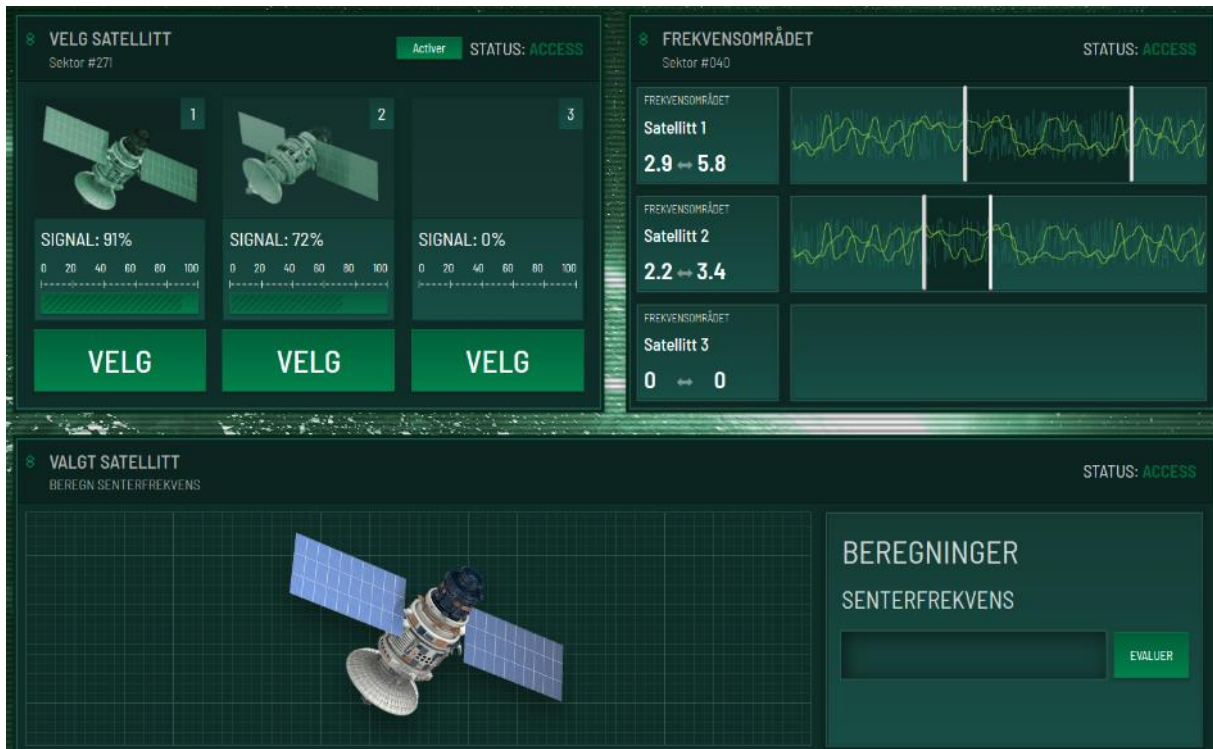 VELG SATELLITT
Sektor #271
Activer
STATUS: ACCESS
1
2
3
SIGNAL: 91%
SIGNAL: 72%
SIGNAL: 0%
0 20 40 60 80 100
0 20 40 60 80 100
0 20 40 60 80 100
VELG
VELG
VELG
FREKVENSOMRÅDET
Sektor #040
STATUS: ACCESS
FREKVENSOMRÅDET
Satellitt 1
2.9 ↔ 5.8
FREKVENSOMRÅDET
Satellitt 2
2.2 ↔ 3.4
FREKVENSOMRÅDET
Satellitt 3
0 ↔ 0
VALGT SATELLITT
BEREGN SENTERFREKVENS
STATUS: ACCESS
BEREGNINGER
SENTERFREKVENS
EVALUER